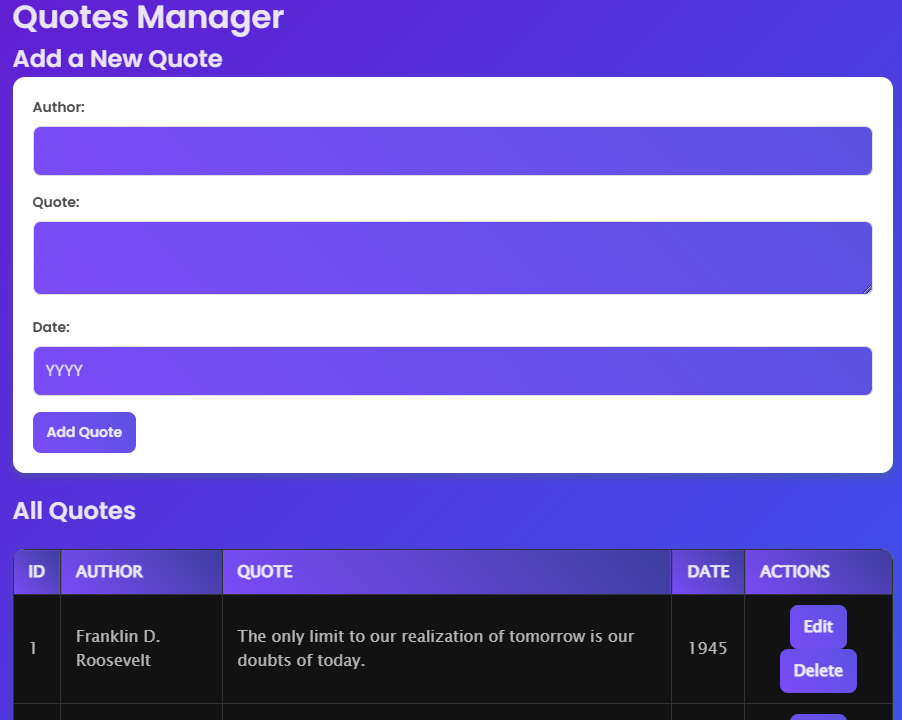 Quotes Manager
Add a New Quote
Author:
Quote:
Date:
YYYY
Add Quote
All Quotes
ID AUTHOR QUOTE DATE ACTIONS
1 Franklin D. Roosevelt The only limit to our realization of tomorrow is our doubts of today. 1945 Edit Delete